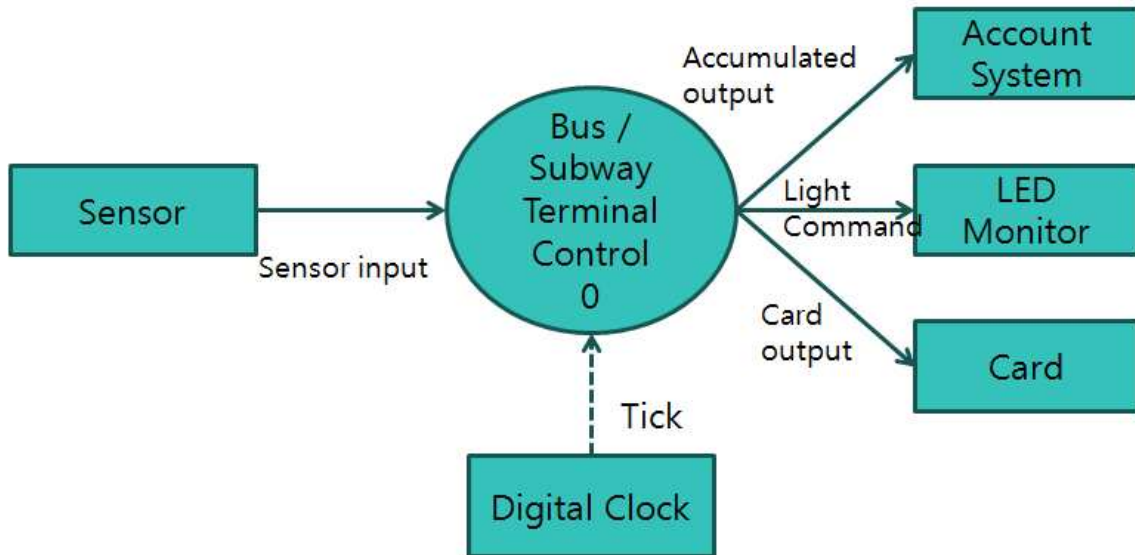 Sensor
Sensor input
Bus /
Subway
Terminal
Control
0
Tick
Digital Clock
Accumulated
output
Account
System
Light
Command
LED
Monitor
Card
output
Card